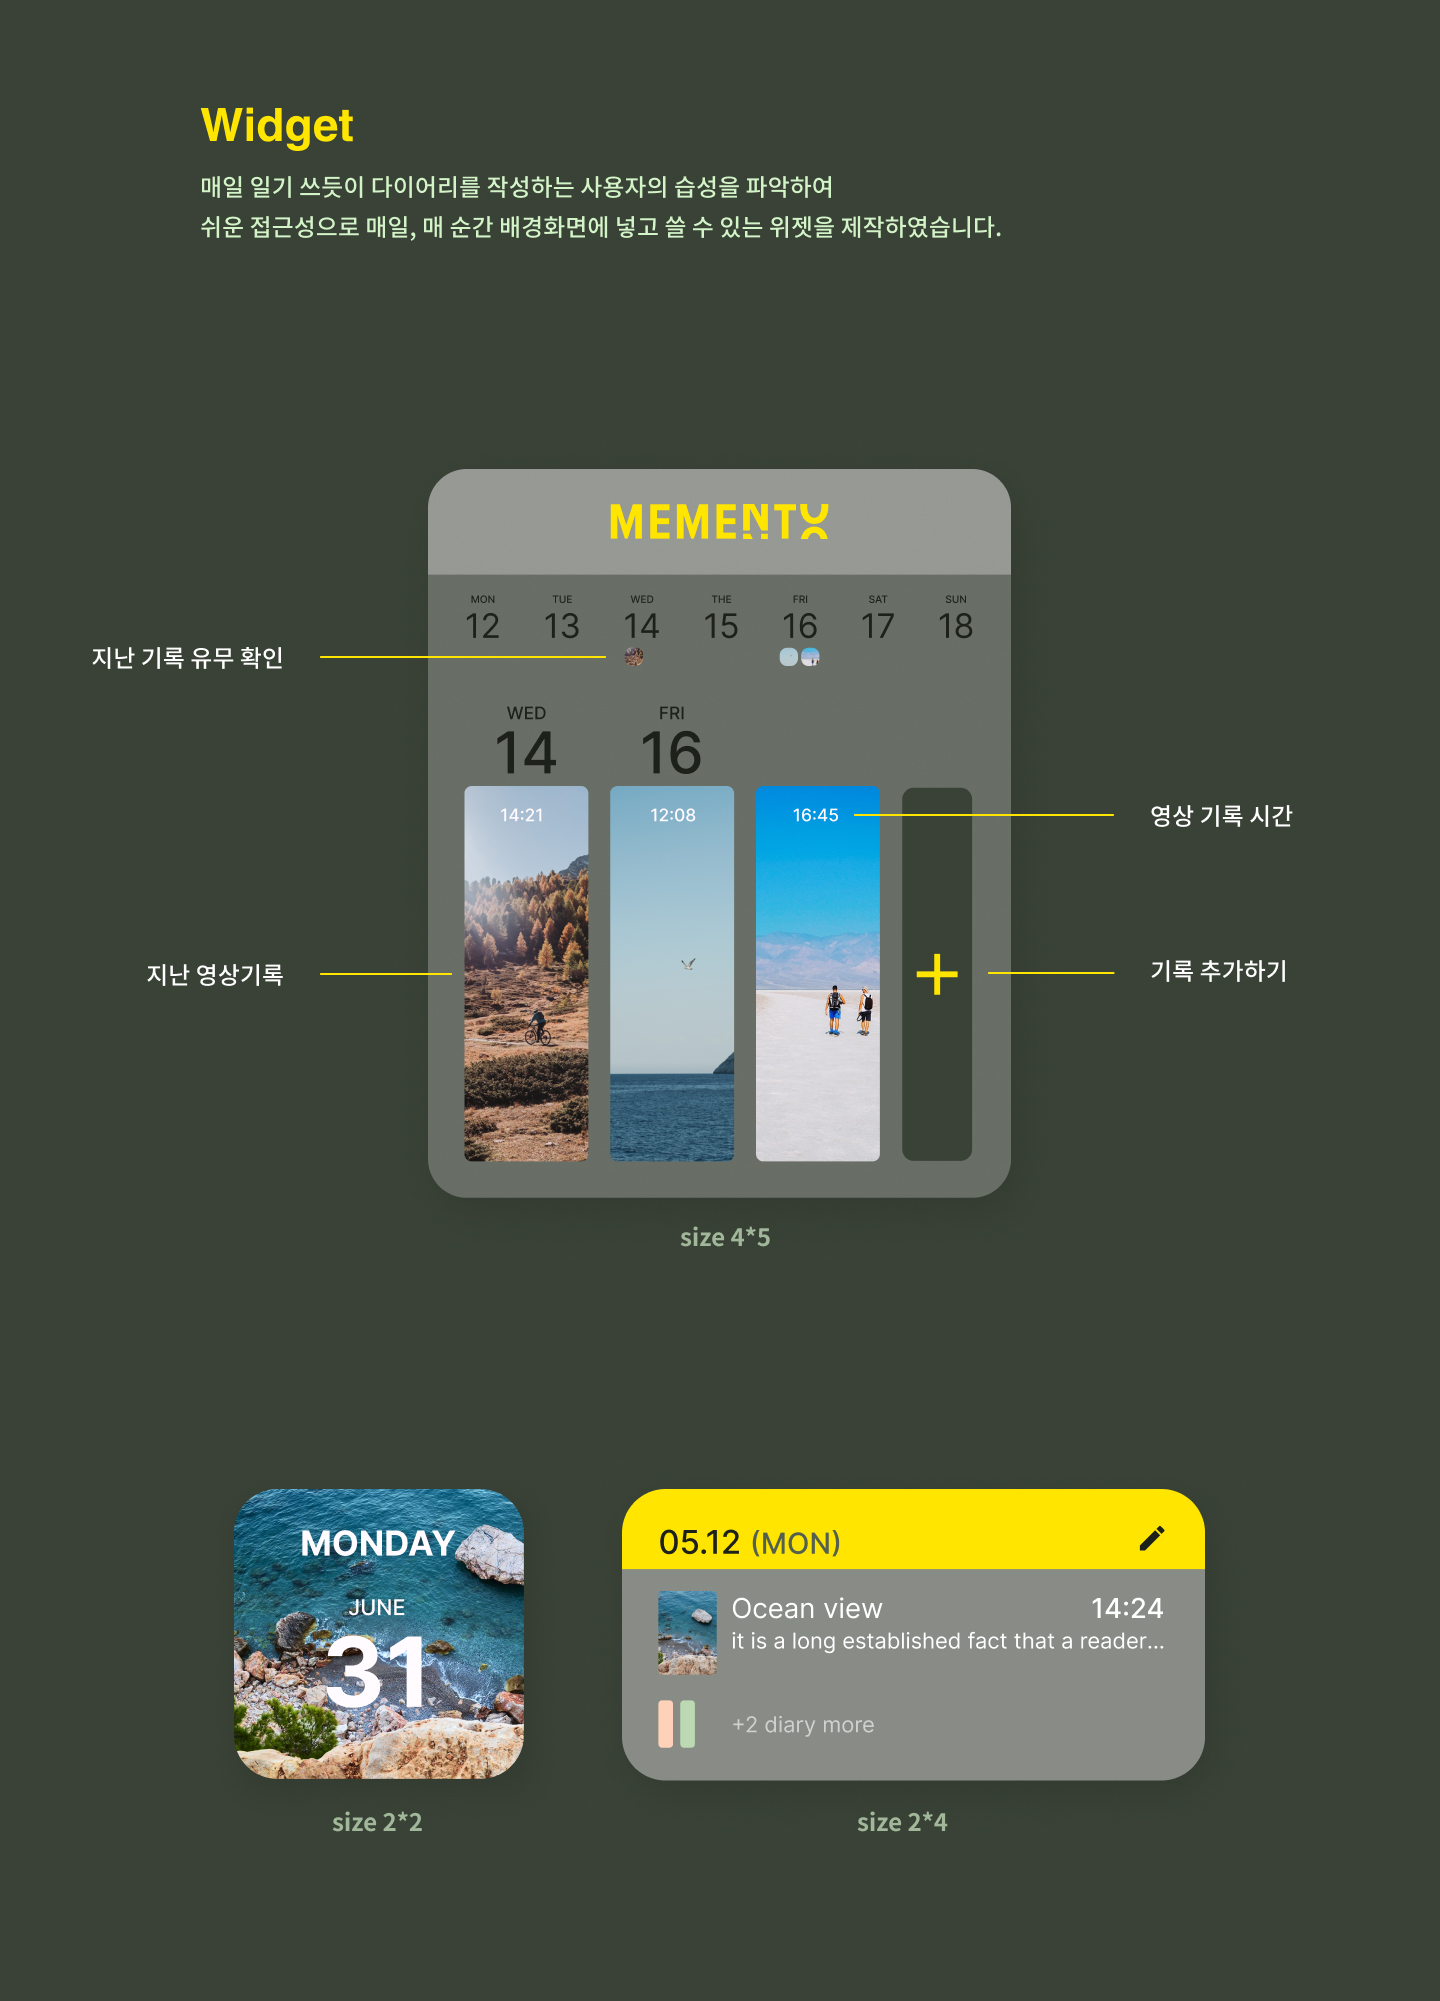 Widget
매일 일기 쓰듯이 다이어리를 작성하는 사용자의 습성을 파악하여
쉬운 접근성으로 매일, 매 순간 배경화면에 넣고 쓸 수 있는 위젯을 제작하였습니다.
MEMENTO
MON TUE WED THE FRI SAT SUN
12 13 14 15 16 17 18
지난 기록 유무 확인
WED FRI
14 16
14:21 12:08 16:45
영상 기록 시간
지난 영상기록
+
기록 추가하기
size 4*5
MONDAY
JUNE
31
size 2*2
05.12 (MON)
Ocean view 14:24
it is a long established fact that a reader...
+2 diary more
size 2*4